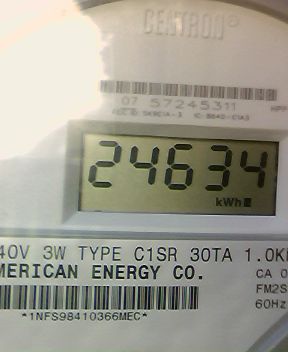 CENTRON®
07 57245311
24634
kWh
40V 3W TYPE C1SR 30TA 1.0K
MERICAN ENERGY CO.
CA 0
FM2S
60Hz
*1NFS98410366MEC*